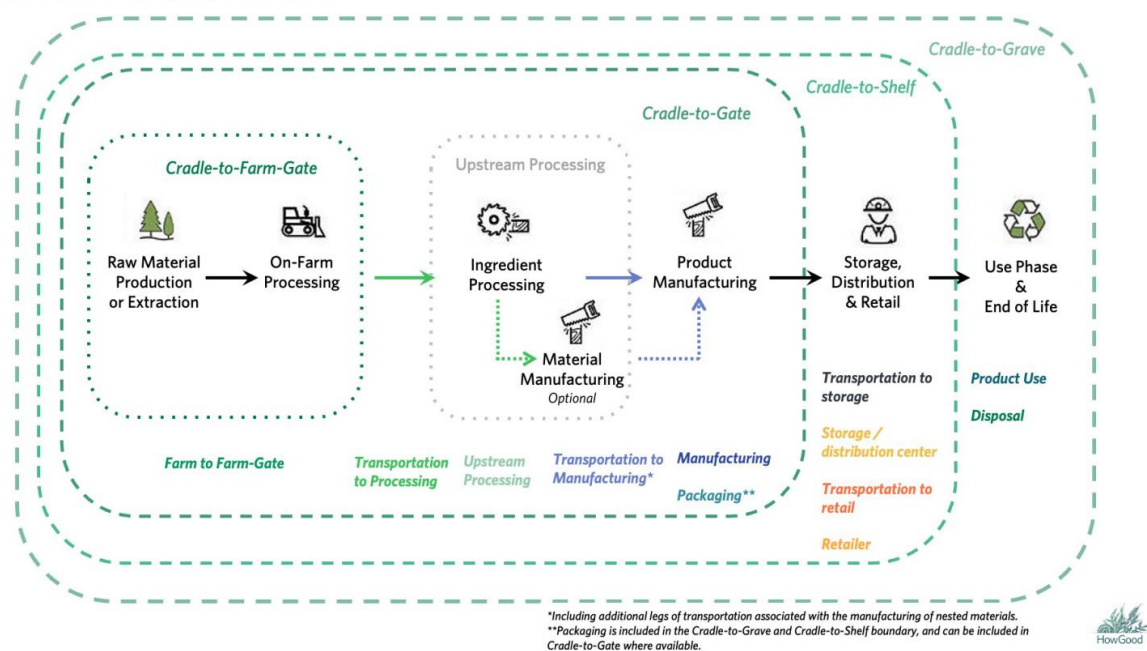 Cradle-to-Grave
Cradle-to-Shelf
Cradle-to-Gate
Cradle-to-Farm-Gate
Upstream Processing
Raw Material
Production
or Extraction
On-Farm
Processing
Ingredient
Processing
Material
Manufacturing
Optional
Product
Manufacturing
Storage,
Distribution
& Retail
Use Phase
&
End of Life
Farm to Farm-Gate
Transportation
to Processing
Upstream
Processing
Transportation to
Manufacturing*
Manufacturing
Packaging**
Transportation to
storage
Storage /
distribution center
Transportation to
retail
Retailer
Product Use
Disposal
*Including additional legs of transportation associated with the manufacturing of nested materials.
**Packaging is included in the Cradle-to-Grave and Cradle-to-Shelf boundary, and can be included in
Cradle-to-Gate where available.
HowGood